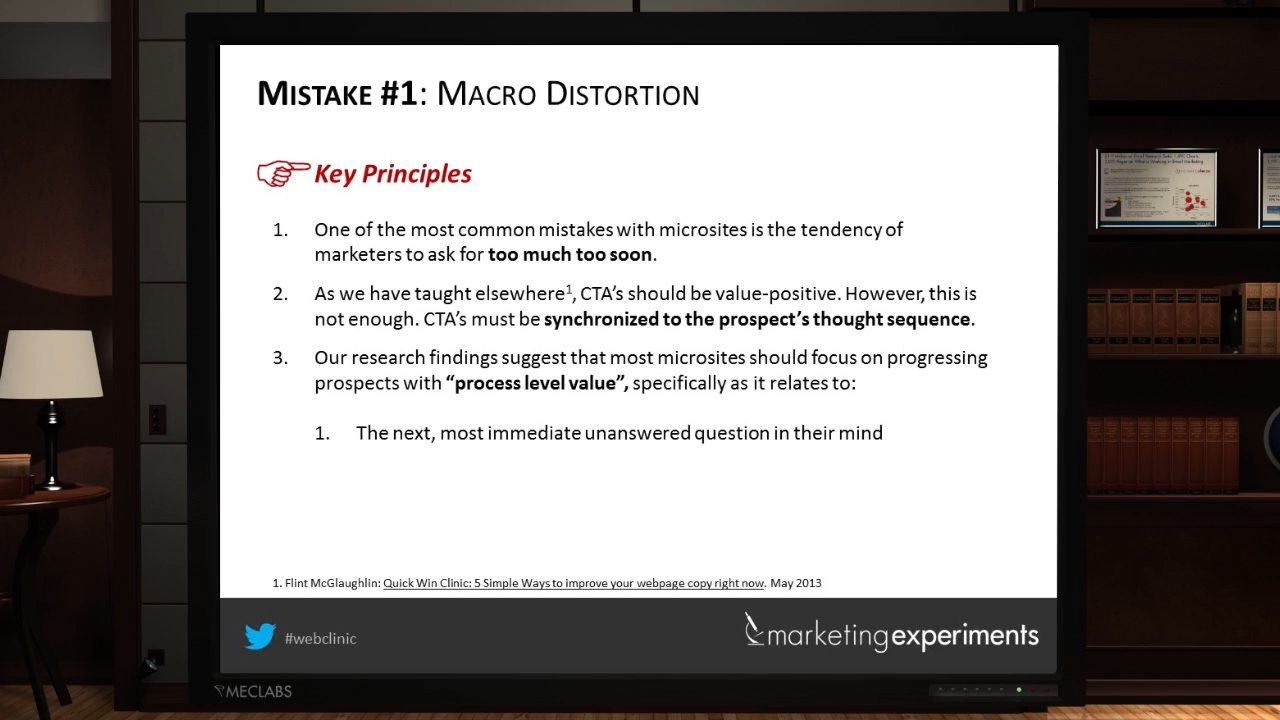 MISTAKE #1: MACRO DISTORTION
Key Principles
1. One of the most common mistakes with microsites is the tendency of
marketers to ask for too much too soon.
2. As we have taught elsewhere1, CTA's should be value-positive. However, this is
not enough. CTA's must be synchronized to the prospect's thought sequence.
3. Our research findings suggest that most microsites should focus on progressing
prospects with “process level value”, specifically as it relates to:
1. The next, most immediate unanswered question in their mind
1. Flint McGlaughlin: Quick Win Clinic: 5 Simple Ways to improve your webpage copy right now. May 2013
#webclinic
marketingexperiments
MECLABS